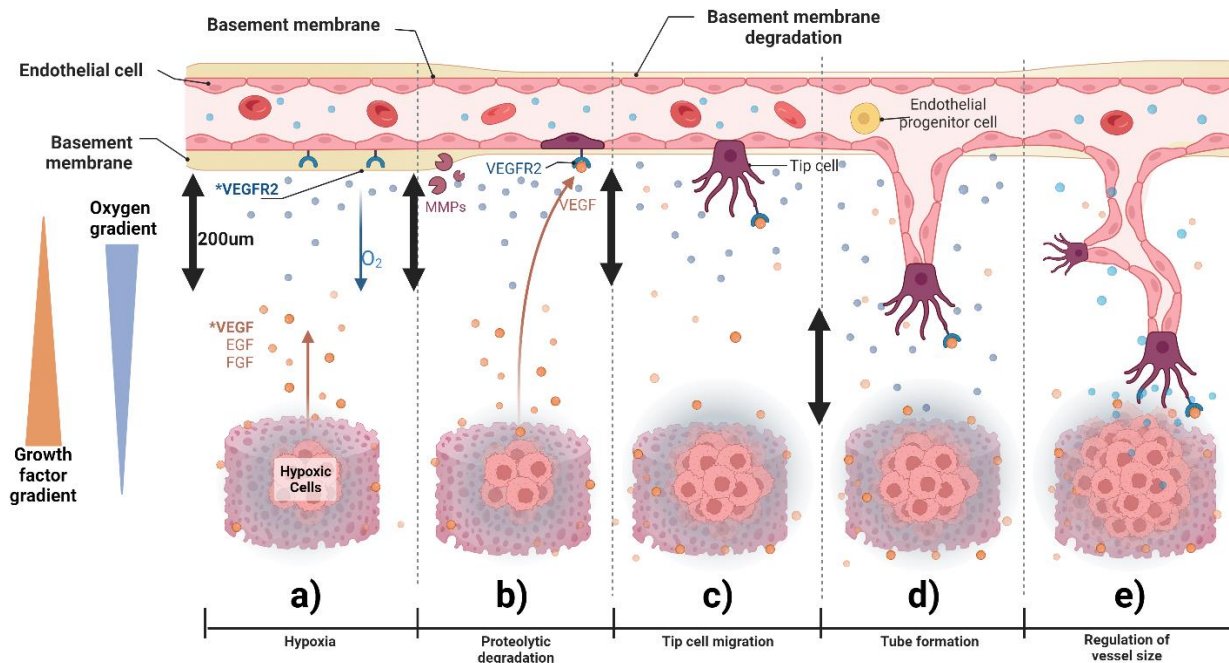 Basement membrane
Basement membrane
degradation
Endothelial cell
Endothelial
progenitor cell
Basement
membrane
*VEGFR2
MMPs
VEGFR2
VEGF
Tip cell
Oxygen
gradient
200um
O₂
*VEGF
EGF
FGF
Growth
factor
gradient
Hypoxic
Cells
a)
b)
c)
d)
e)
Hypoxia
Proteolytic
degradation
Tip cell migration
Tube formation
Regulation of
vessel size